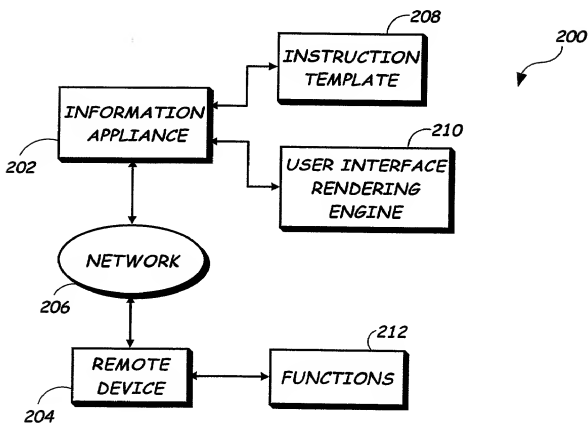 208
INSTRUCTION
TEMPLATE
200
INFORMATION
APPLIANCE
202
210
USER INTERFACE
RENDERING
ENGINE
NETWORK
206
REMOTE
DEVICE
204
212
FUNCTIONS